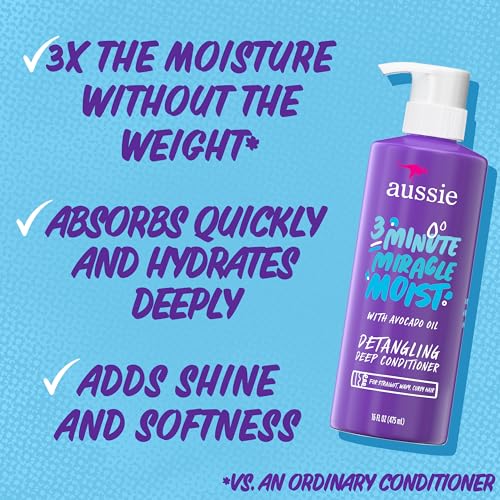 3X THE MOISTURE
WITHOUT THE
WEIGHT*
ABSORBS QUICKLY
AND HYDRATES
DEEPLY
ADDS SHINE
AND SOFTNESS
aussie
3 MINUTE
MIRACLE
MOIST
WITH AVOCADO OIL
DETANGLING
DEEP CONDITIONER
FOR STRAIGHT, WAVY, CURLY HAIR
16 FL OZ (475 mL)
*VS. AN ORDINARY CONDITIONER